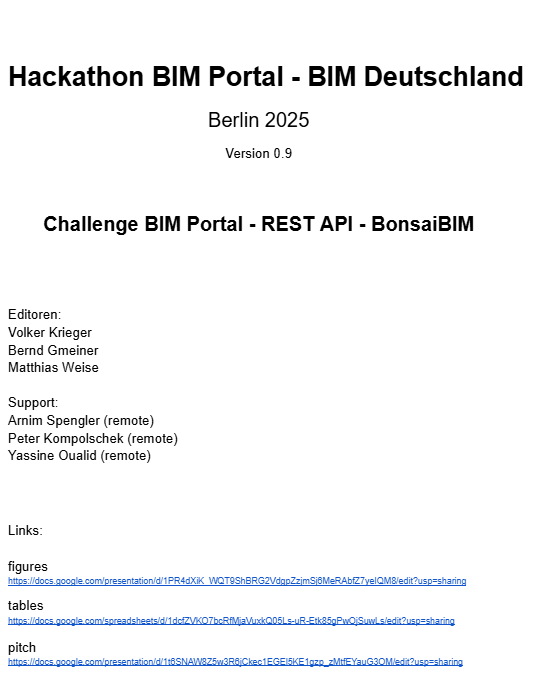 Hackathon BIM Portal - BIM Deutschland
Berlin 2025
Version 0.9
Challenge BIM Portal - REST API - BonsaiBIM
Editoren:
Volker Krieger
Bernd Gmeiner
Matthias Weise
Support:
Arnim Spengler (remote)
Peter Kompolschek (remote)
Yassine Oualid (remote)
Links:
figures
https://docs.google.com/presentation/d/1PR4dXiK_WQT9ShBRG2VdgpZzjmSj6MeRAbfZ7yeIQM8/edit?usp=sharing
tables
https://docs.google.com/spreadsheets/d/1dcfZVKO7bcRfMjaVuxkQ05Ls-uR-Etk85gPwOjSuwLs/edit?usp=sharing
pitch
https://docs.google.com/presentation/d/1t6SNAW8Z5w3R6jCkec1EGEI5KE1gzp_zMtfEYauG3OM/edit?usp=sharing